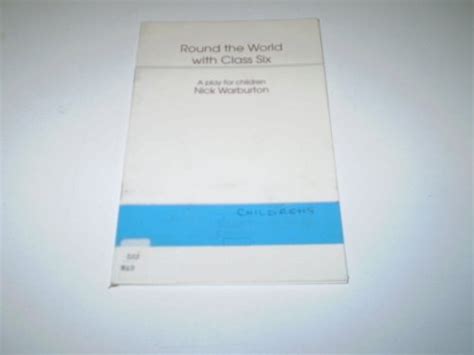 Round the World
with Class Six
A play for children
Nick Warburton
CHILDRENS